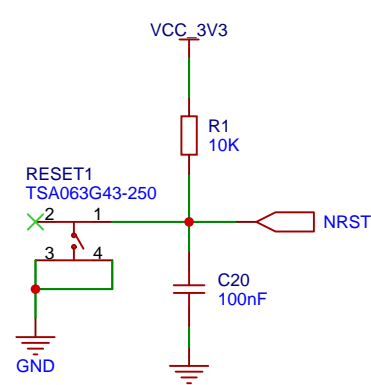 VCC_3V3
R1
10K
RESET1
TSA063G43-250
2 1
NRST
3 4
C20
100nF
GND